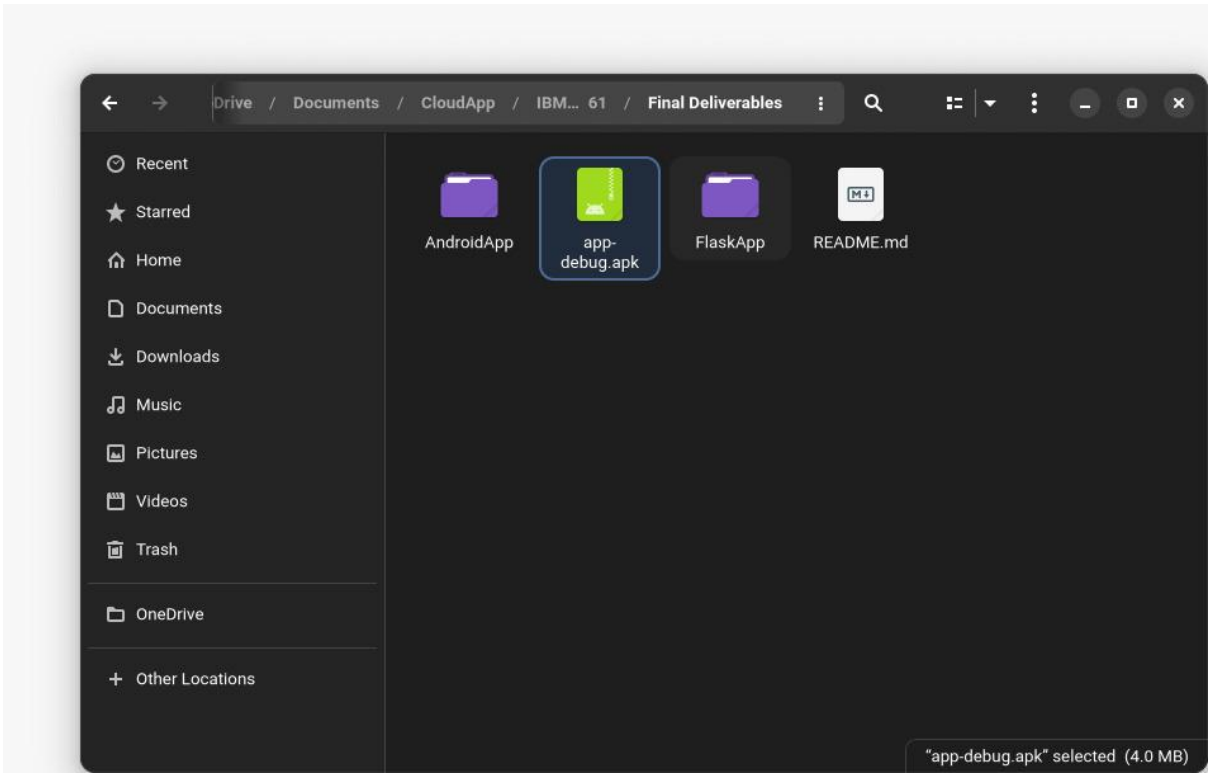 Drive / Documents / CloudApp / IBM... 61 / Final Deliverables
Recent
Starred
Home
Documents
Downloads
Music
Pictures
Videos
Trash
OneDrive
Other Locations
AndroidApp
app-
debug.apk
FlaskApp
M
README.md
“app-debug.apk” selected (4.0 MB)